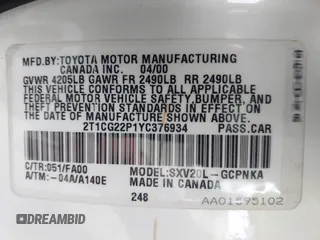 MFD.BY:TOYOTA MOTOR MANUFACTURING
CANADA INC. 04/00
GVWR 4205LB GAWR FR 2490LB RR 2490LB
THIS VEHICLE CONFORMS TO ALL APPLICABLE
FEDERAL MOTOR VEHICLE SAFETY, BUMPER, AND
THEFT PREVENTION STANDARDS IN EFFECT ON
THE DATE OF MANUFACTURE SHOWN ABOVE.
2T1CG22P1YC376934 PASS.CAR
C/TR:051/FA00 MODEL:SXV20L-GCPNKA
A/TM:-04A/A140E MADE IN CANADA
248 AA01595102
DEALERSHIP